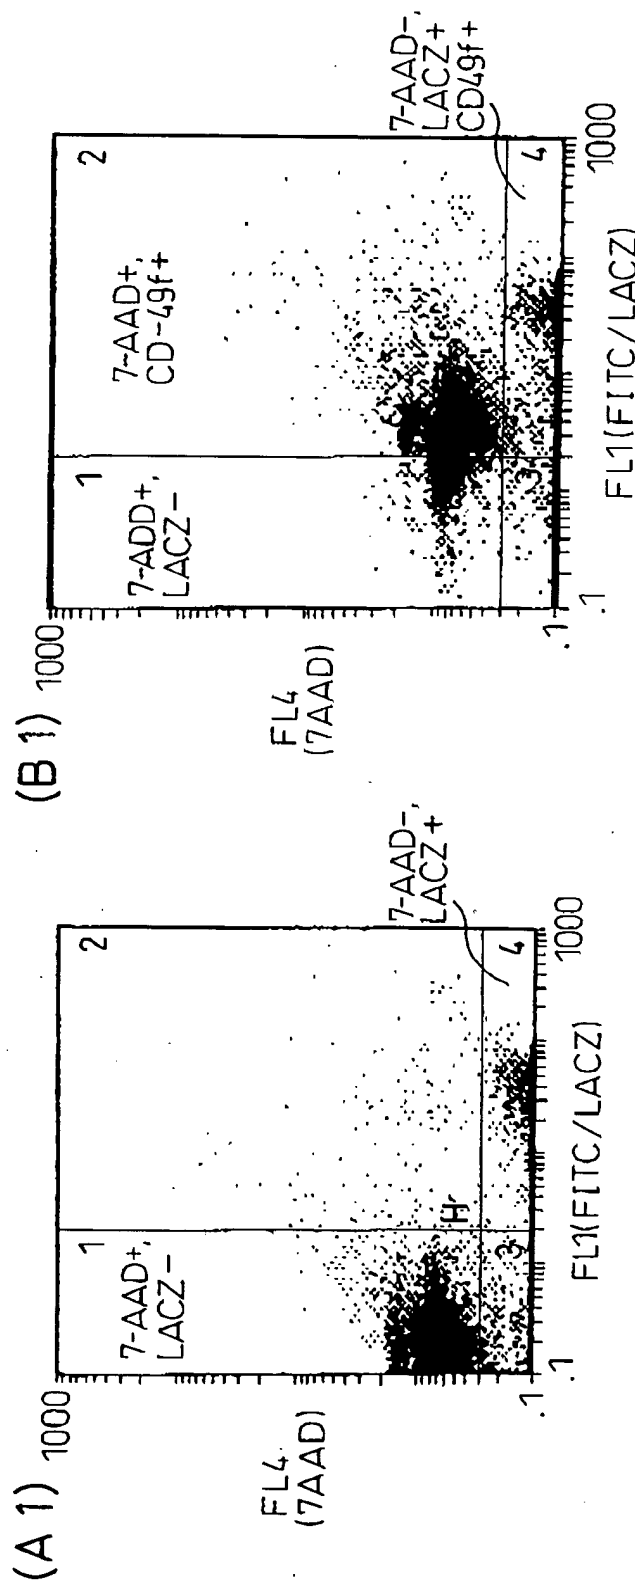 (A 1)
1000
1
2
7-AAD+,
LACZ-
FL4
(7AAD)
H
3
4
7-AAD-,
LACZ+
.1
.1
1000
FL1(FITC/LACZ)
(B 1)
1000
1
2
7-ADD+,
LACZ-
7-AAD+,
CD-49f+
FL4
(7AAD)
3
4
7-AAD-,
LACZ+
CD49f+
.1
.1
1000
FL1(FITC/LACZ)